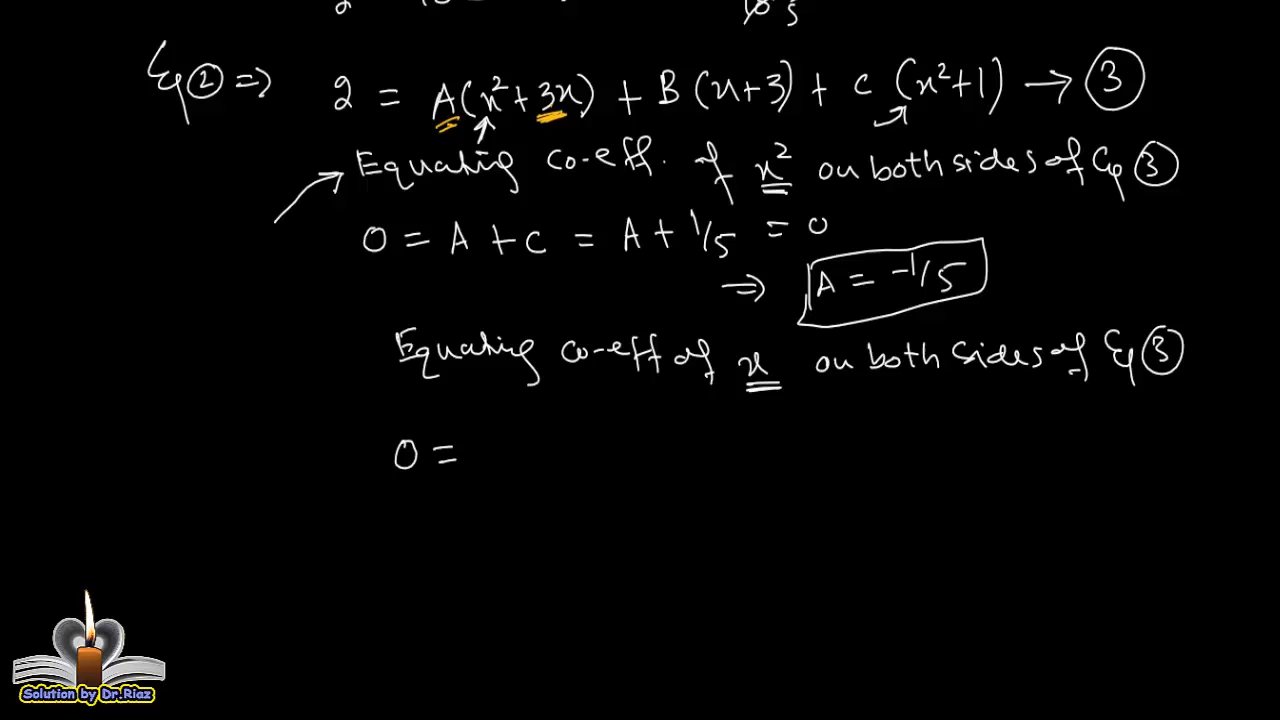 Eq ② ⇒ 2 = A(x² + 3x) + B (x+3) + C (x²+1) → ③
Equating co-eff. of x² on both sides of Eq ③
0 = A + C = A + 1/5 = 0
⇒ A = -1/5
Equating co-eff of x on both sides of Eq ③
0 =
Solution by Dr.Riaz